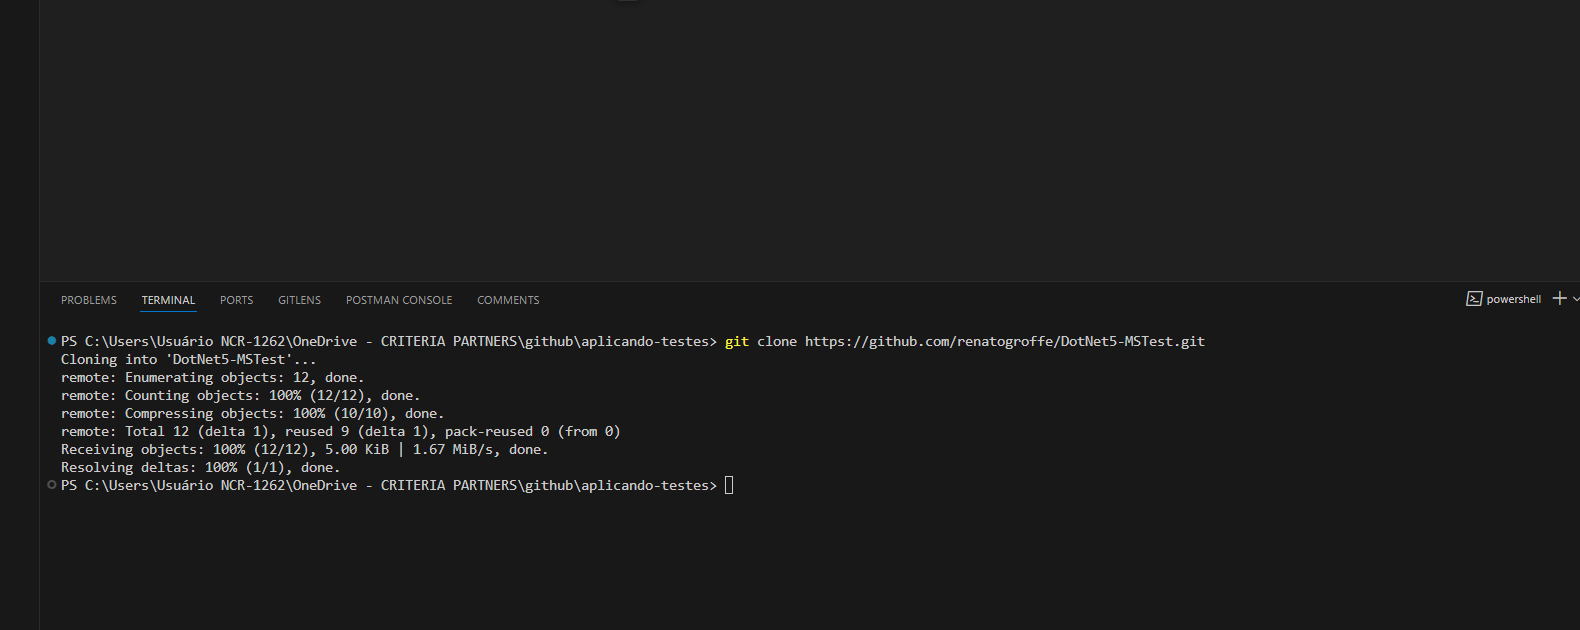 PROBLEMS TERMINAL PORTS GITLENS POSTMAN CONSOLE COMMENTS powershell
PS C:\Users\Usuário NCR-1262\OneDrive - CRITERIA PARTNERS\github\aplicando-testes> git clone https://github.com/renatogroffe/DotNet5-MSTest.git
Cloning into 'DotNet5-MSTest'...
remote: Enumerating objects: 12, done.
remote: Counting objects: 100% (12/12), done.
remote: Compressing objects: 100% (10/10), done.
remote: Total 12 (delta 1), reused 9 (delta 1), pack-reused 0 (from 0)
Receiving objects: 100% (12/12), 5.00 KiB | 1.67 MiB/s, done.
Resolving deltas: 100% (1/1), done.
PS C:\Users\Usuário NCR-1262\OneDrive - CRITERIA PARTNERS\github\aplicando-testes>